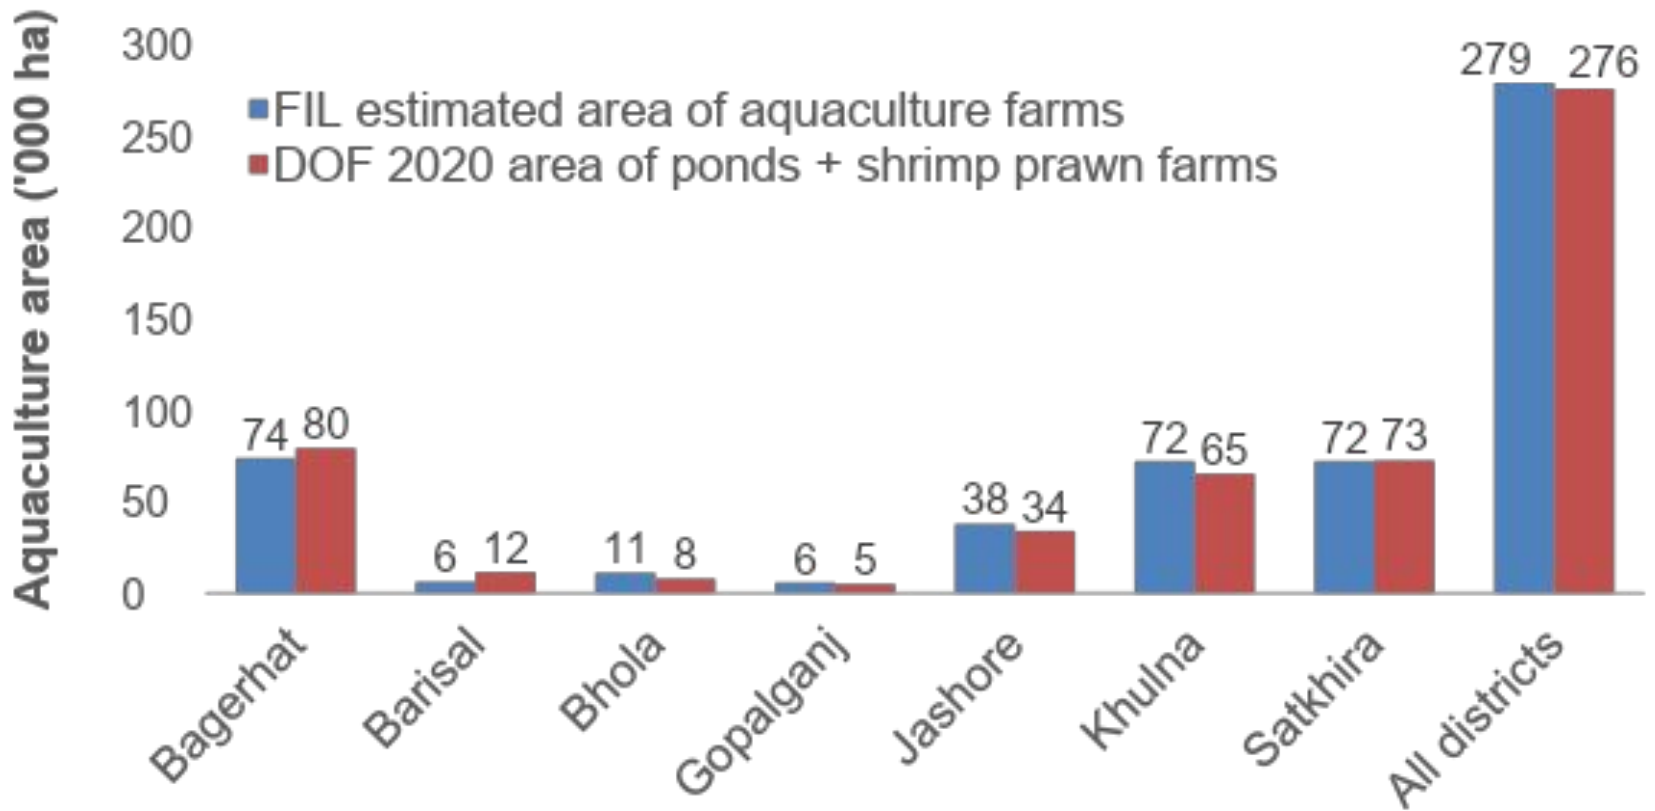 Aquaculture area ('000 ha)
300
250
200
150
100
50
0
FIL estimated area of aquaculture farms
DOF 2020 area of ponds + shrimp prawn farms
74 80
6 12
11 8
6 5
38 34
72 65
72 73
279 276
Bagerhat
Barisal
Bhola
Gopalganj
Jashore
Khulna
Satkhira
All districts